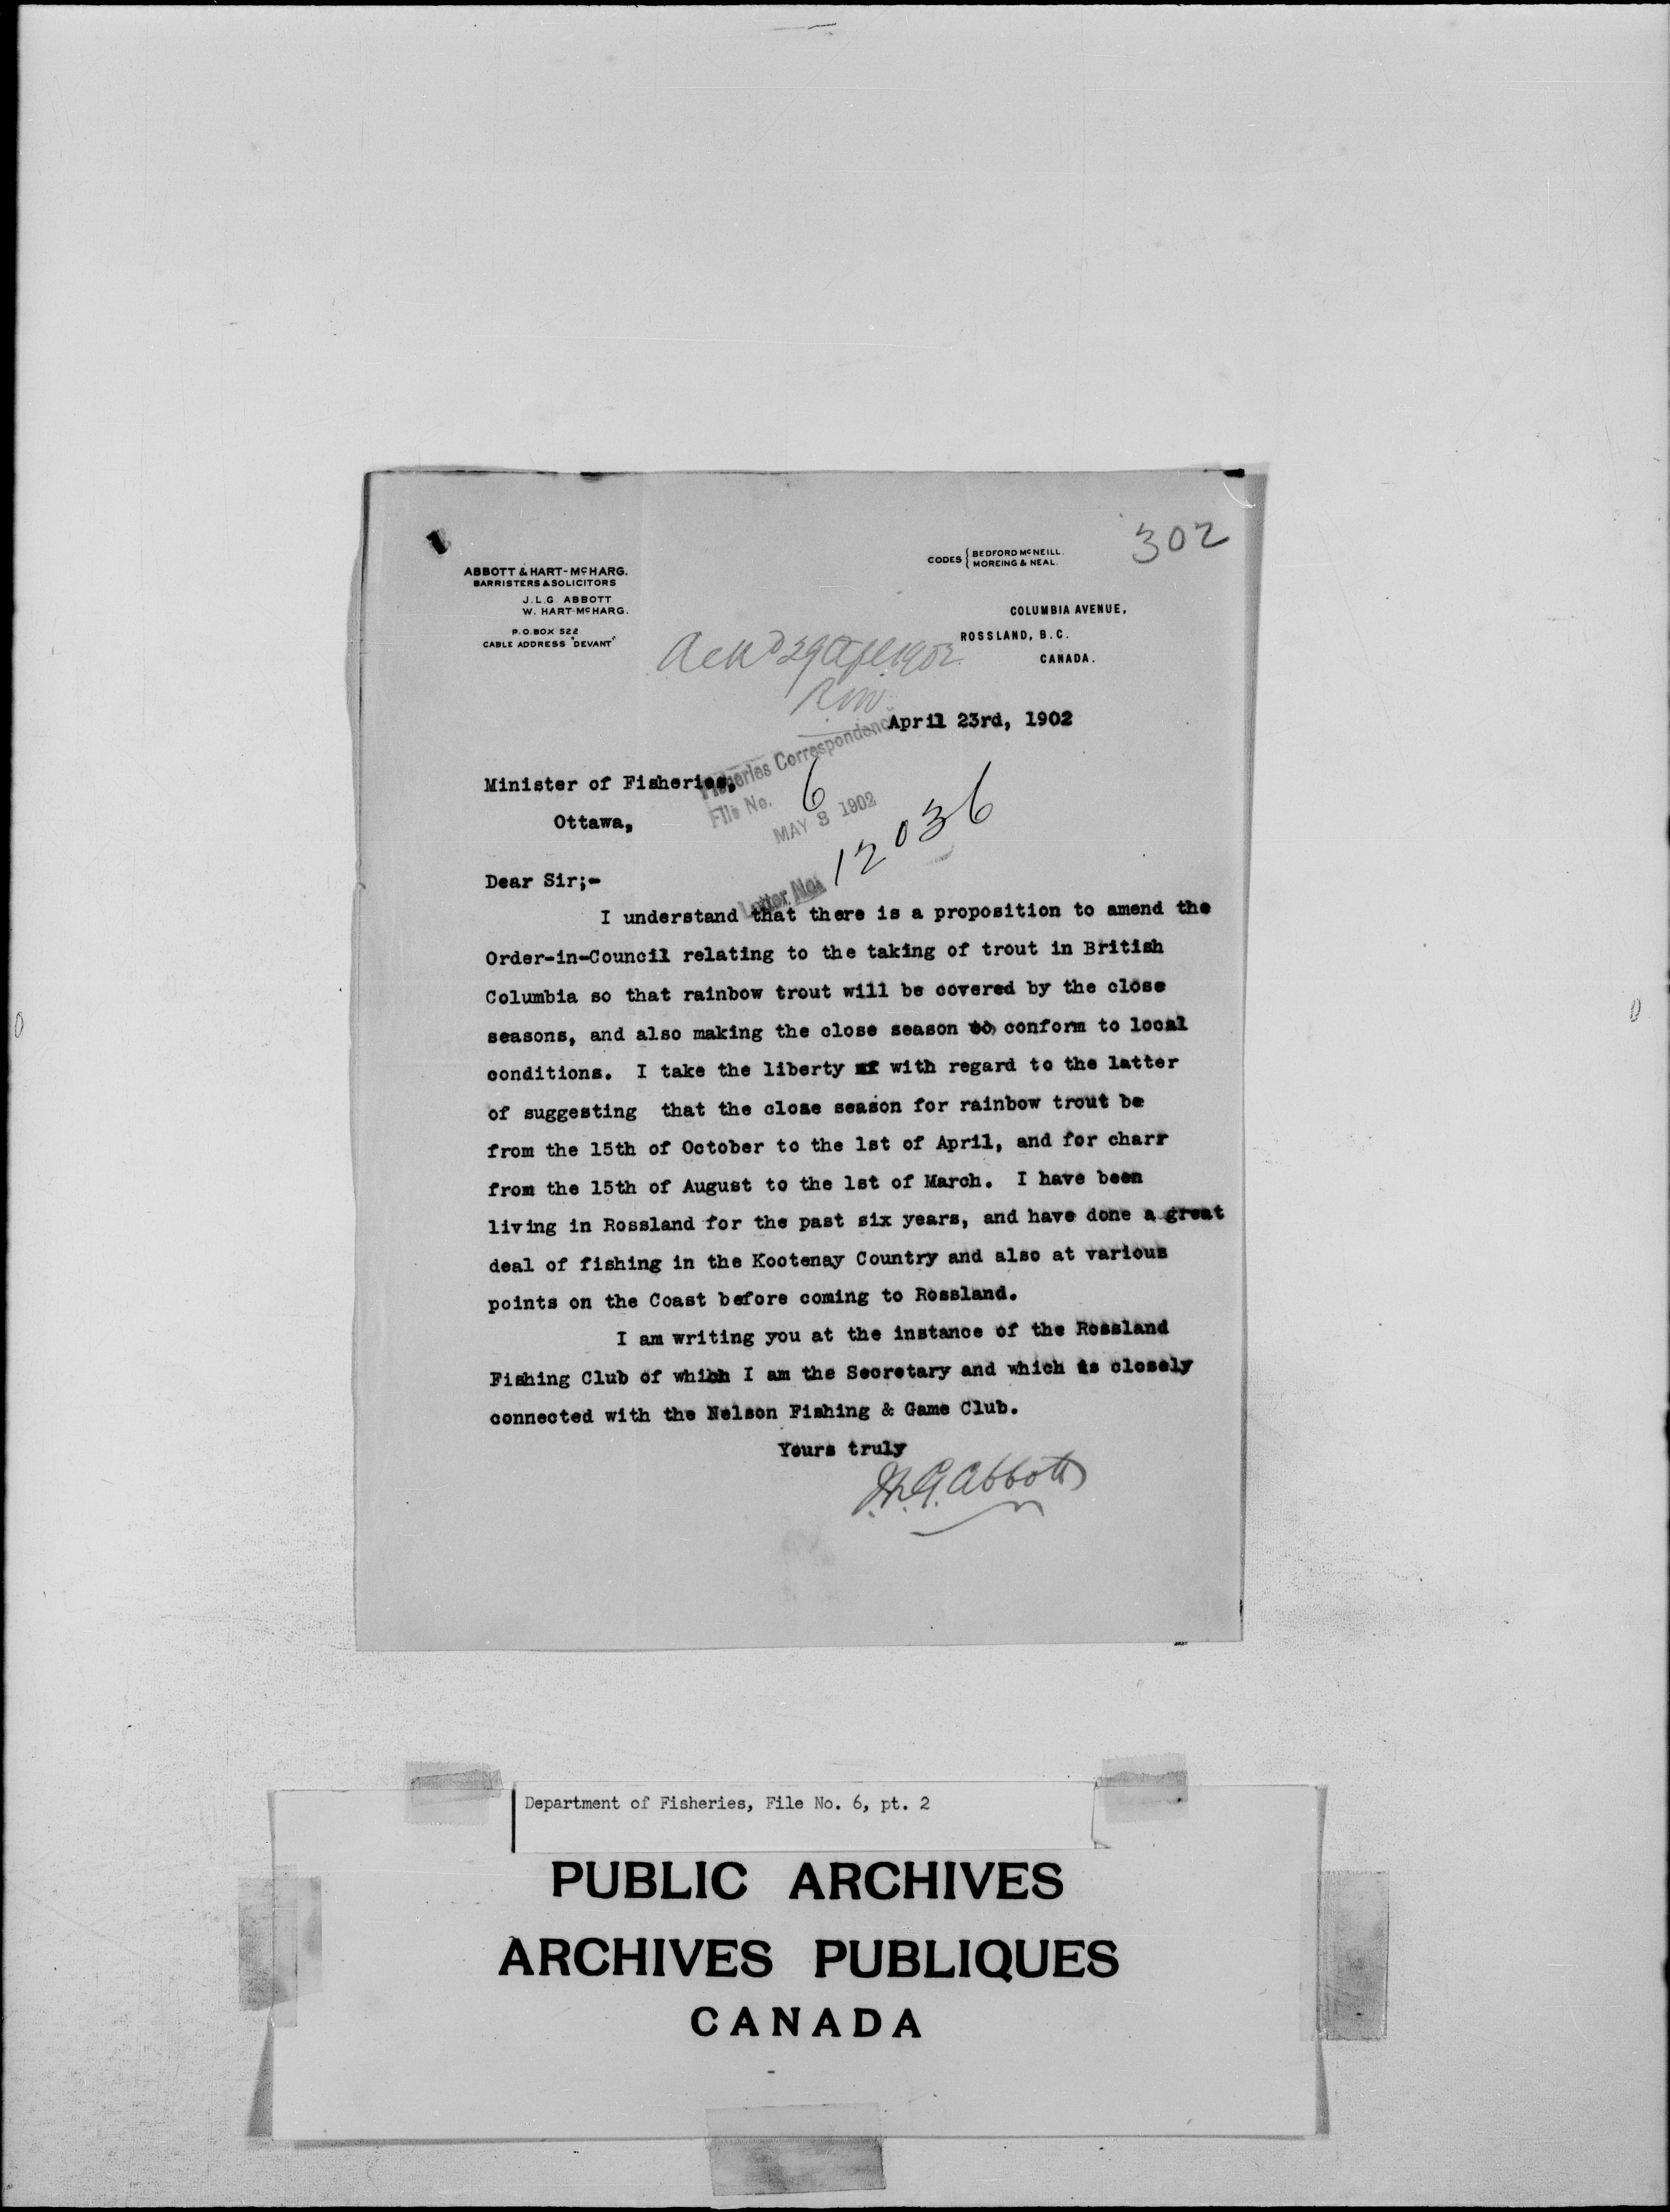 302
ABBOTT & HART-McHARG.
BARRISTERS & SOLICITORS
J.L.G. ABBOTT
W. HART-McHARG.
P.O. BOX 522
CABLE ADDRESS "DEVANT"
CODES { BEDFORD McNEILL.
MOREING & NEAL.
COLUMBIA AVENUE,
ROSSLAND, B.C.
CANADA.
Ackd 29 Apl 1902
April 23rd, 1902
Fisheries Correspondence
File No. 6
MAY 3 1902
Letter No. 12036
Minister of Fisheries,
Ottawa,
Dear Sir;-
I understand that there is a proposition to amend the
Order-in-Council relating to the taking of trout in British
Columbia so that rainbow trout will be covered by the close
seasons, and also making the close season to conform to local
conditions. I take the liberty with regard to the latter
of suggesting that the close season for rainbow trout be
from the 15th of October to the 1st of April, and for charr
from the 15th of August to the 1st of March. I have been
living in Rossland for the past six years, and have done a great
deal of fishing in the Kootenay Country and also at various
points on the Coast before coming to Rossland.
I am writing you at the instance of the Rossland
Fishing Club of which I am the Secretary and which is closely
connected with the Nelson Fishing & Game Club.
Yours truly
Abbott
Department of Fisheries, File No. 6, pt. 2
PUBLIC ARCHIVES
ARCHIVES PUBLIQUES
CANADA